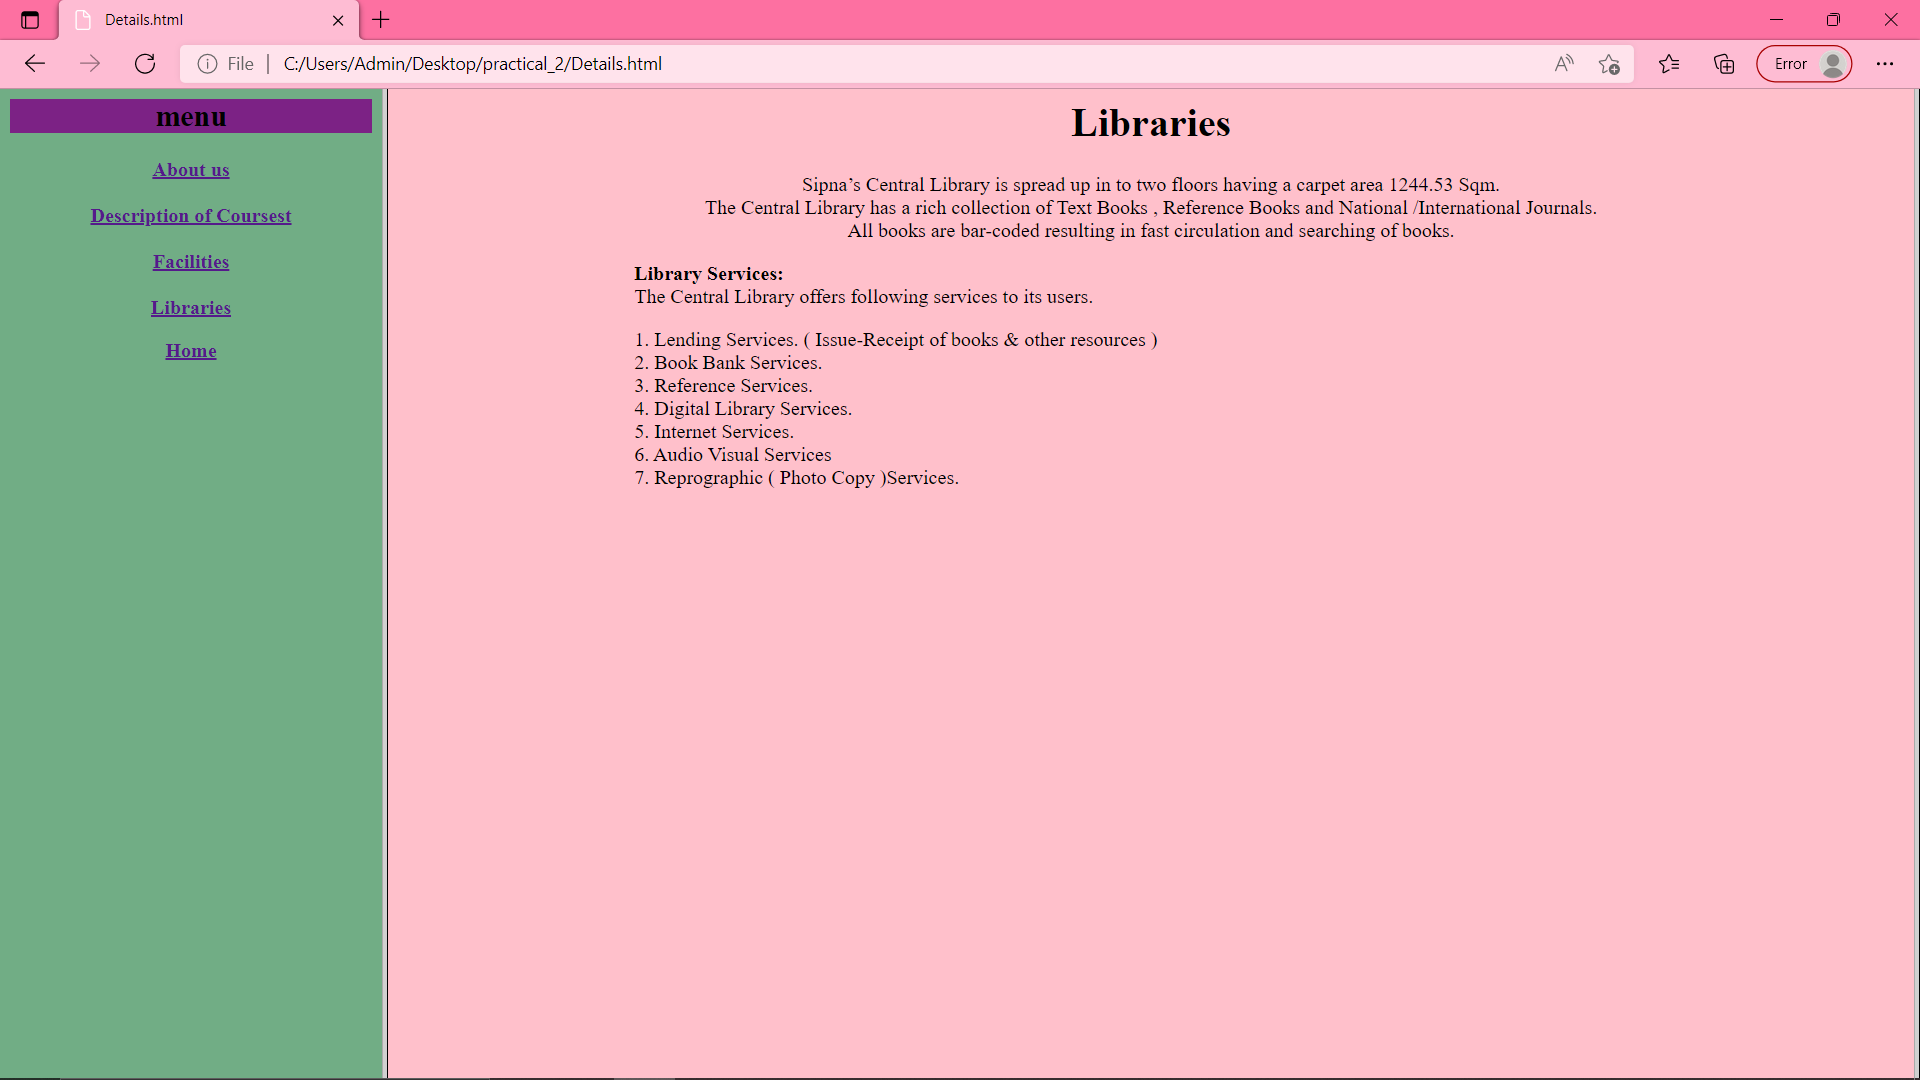 Details.html
File
C:/Users/Admin/Desktop/practical_2/Details.html
Error
menu
About us
Description of Coursest
Facilities
Libraries
Home
Libraries
Sipna’s Central Library is spread up in to two floors having a carpet area 1244.53 Sqm.
The Central Library has a rich collection of Text Books , Reference Books and National /International Journals.
All books are bar-coded resulting in fast circulation and searching of books.
Library Services:
The Central Library offers following services to its users.
1. Lending Services. ( Issue-Receipt of books & other resources )
2. Book Bank Services.
3. Reference Services.
4. Digital Library Services.
5. Internet Services.
6. Audio Visual Services
7. Reprographic ( Photo Copy )Services.